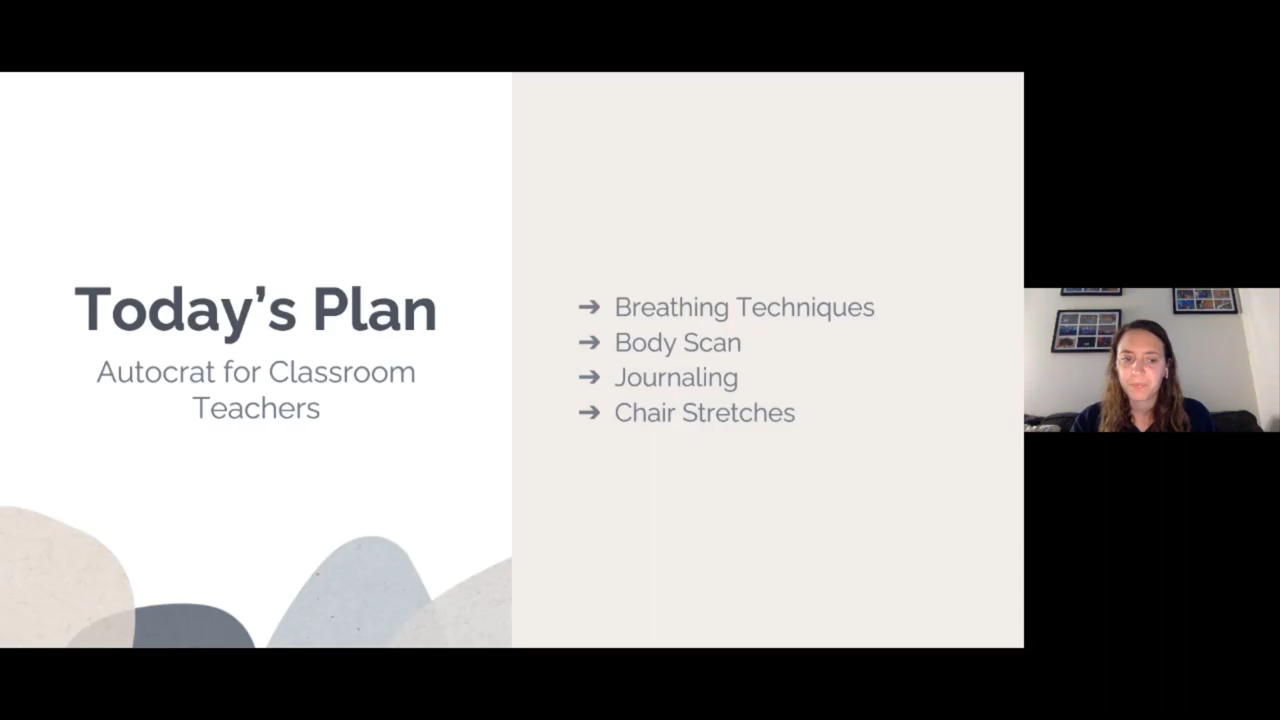 Today’s Plan
Autocrat for Classroom
Teachers
➔ Breathing Techniques
➔ Body Scan
➔ Journaling
➔ Chair Stretches